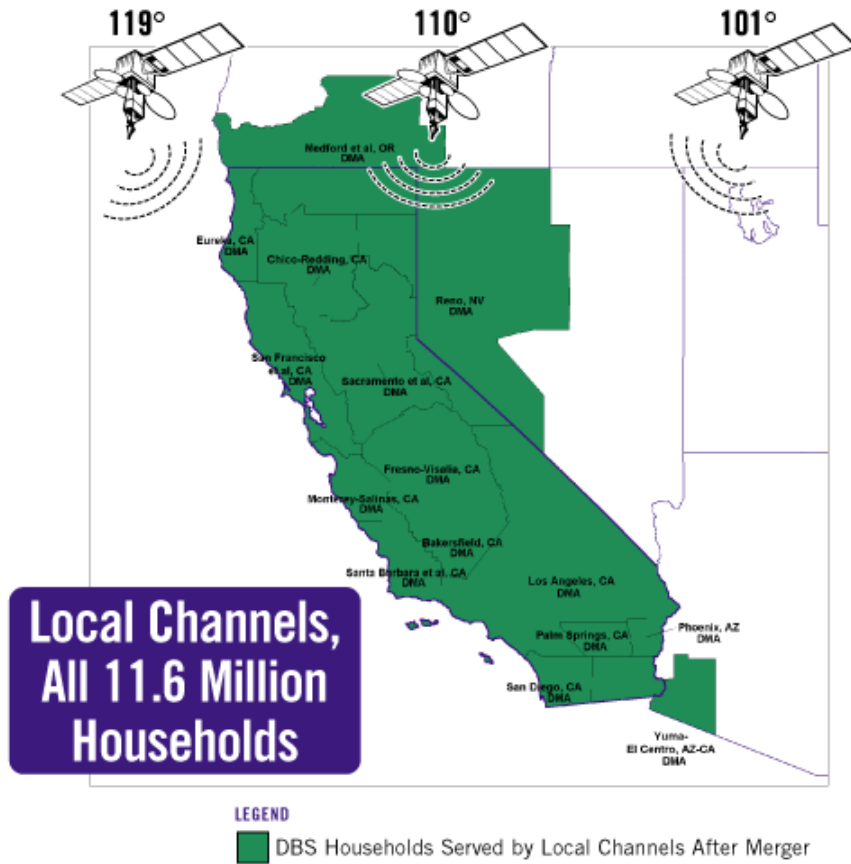 119°
110°
101°
Medford et al, OR
DMA
Eureka, CA
DMA
Chico-Redding, CA
DMA
Reno, NV
DMA
San Francisco
et al, CA
DMA
Sacramento et al, CA
DMA
Fresno-Visalia, CA
DMA
Monterey-Salinas, CA
DMA
Bakersfield, CA
DMA
Santa Barbara et al, CA
DMA
Los Angeles, CA
DMA
Palm Springs, CA
DMA
Phoenix, AZ
DMA
San Diego, CA
DMA
Yuma-
El Centro, AZ-CA
DMA
Local Channels,
All 11.6 Million
Households
LEGEND
DBS Households Served by Local Channels After Merger